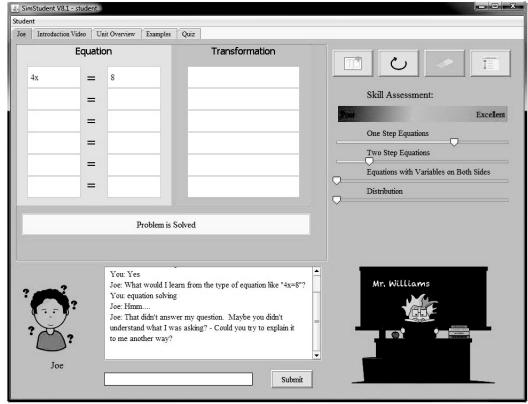 SimStudent V8.1 - student
Student
Joe Introduction Video Unit Overview Examples Quiz
Equation Transformation
4x = 8
=
=
=
=
=
Problem is Solved
Skill Assessment:
Poor Excellent
One Step Equations
Two Step Equations
Equations with Variables on Both Sides
Distribution
You: Yes
Joe: What would I learn from the type of equation like "4x=8"?
You: equation solving
Joe: Hmm....
Joe: That didn't answer my question. Maybe you didn't
understand what I was asking? - Could you try to explain it
to me another way?
Submit
? ? ? ? ?
Joe
Mr. Williams